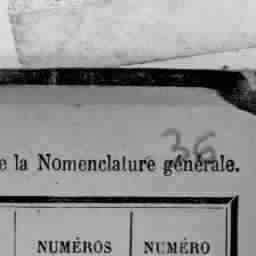 36
e la Nomenclature générale.
NUMÉROS NUMÉRO